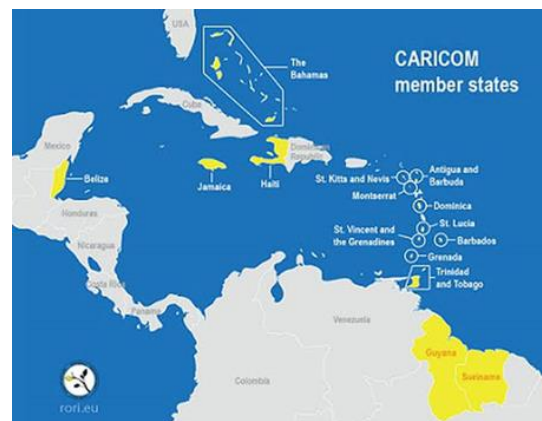 CARICOM
member states
USA
The
Bahamas
Cuba
Mexico
Dominican
Republic
Belize
Jamaica
Haiti
St. Kitts and Nevis
Antigua and
Barbuda
Montserrat
Dominica
Honduras
St. Lucia
St. Vincent and
the Grenadines
Barbados
Nicaragua
Grenada
Costa Rica
Trinidad
and Tobago
Panama
Venezuela
Guyana
Suriname
Colombia
rori.eu